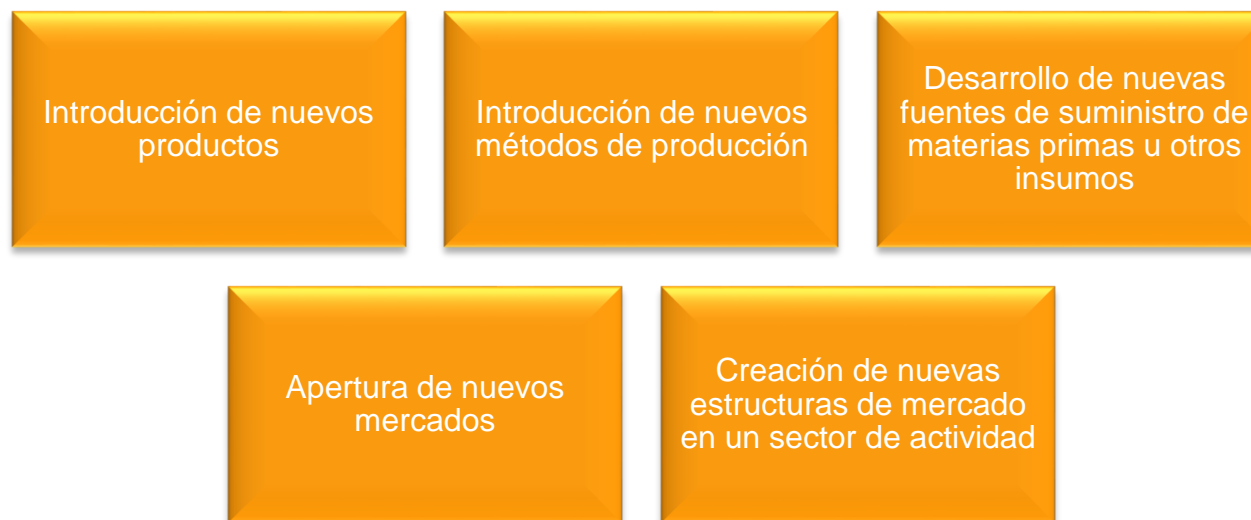 Introducción de nuevos
productos
Introducción de nuevos
métodos de producción
Desarrollo de nuevas
fuentes de suministro de
materias primas u otros
insumos
Apertura de nuevos
mercados
Creación de nuevas
estructuras de mercado
en un sector de actividad